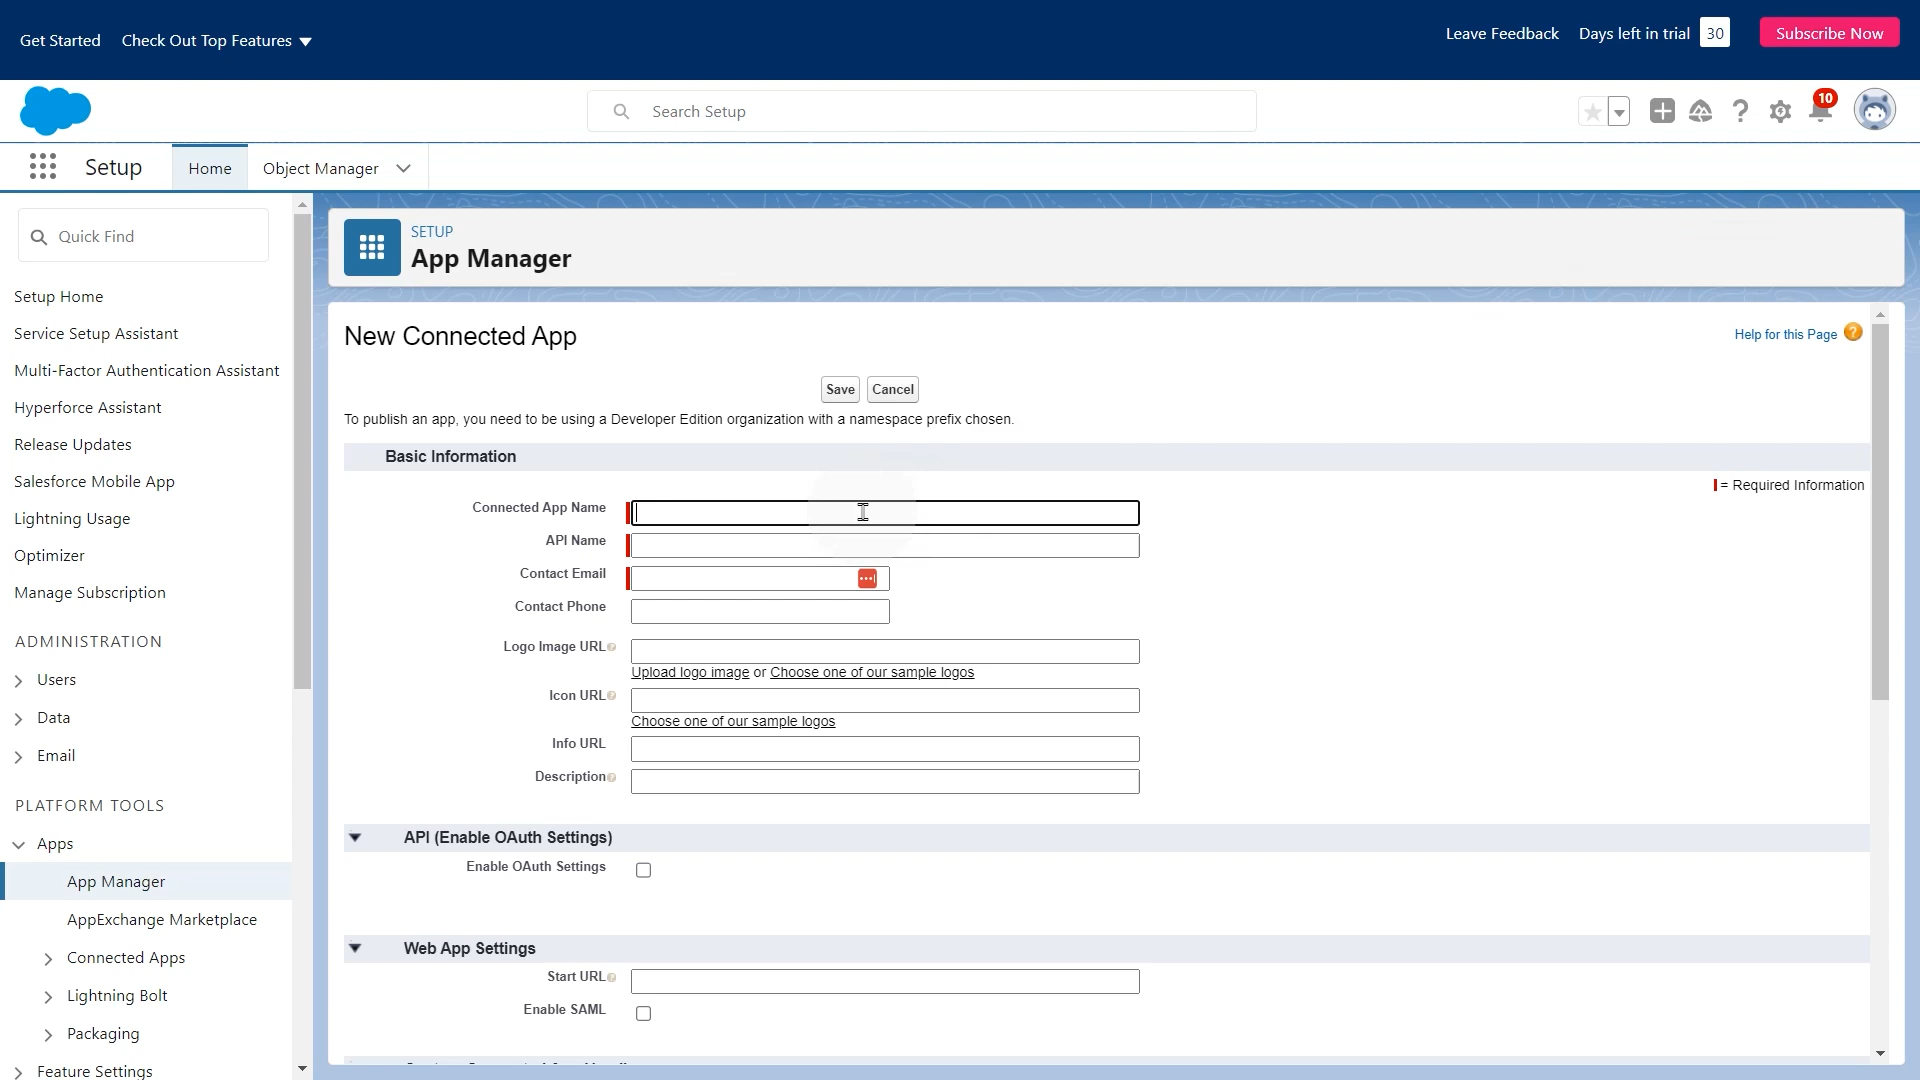 Get Started
Check Out Top Features
Leave Feedback
Days left in trial 30
Subscribe Now
Search Setup
10
Setup
Home
Object Manager
Quick Find
Setup Home
Service Setup Assistant
Multi-Factor Authentication Assistant
Hyperforce Assistant
Release Updates
Salesforce Mobile App
Lightning Usage
Optimizer
Manage Subscription
ADMINISTRATION
Users
Data
Email
PLATFORM TOOLS
Apps
App Manager
AppExchange Marketplace
Connected Apps
Lightning Bolt
Packaging
Feature Settings
SETUP
App Manager
New Connected App
Help for this Page ?
Save Cancel
To publish an app, you need to be using a Developer Edition organization with a namespace prefix chosen.
Basic Information
= Required Information
Connected App Name
API Name
Contact Email
Contact Phone
Logo Image URL
Upload logo image or Choose one of our sample logos
Icon URL
Choose one of our sample logos
Info URL
Description
API (Enable OAuth Settings)
Enable OAuth Settings
Web App Settings
Start URL
Enable SAML